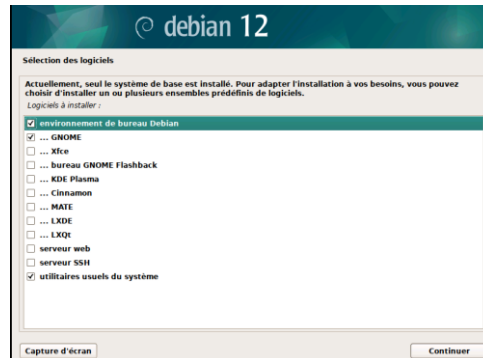 debian 12
Sélection des logiciels
Actuellement, seul le système de base est installé. Pour adapter l'installation à vos besoins, vous pouvez
choisir d'installer un ou plusieurs ensembles prédéfinis de logiciels.
Logiciels à installer :
environnement de bureau Debian
... GNOME
... Xfce
... bureau GNOME Flashback
... KDE Plasma
... Cinnamon
... MATE
... LXDE
... LXQt
serveur web
serveur SSH
utilitaires usuels du système
Capture d'écran
Continuer